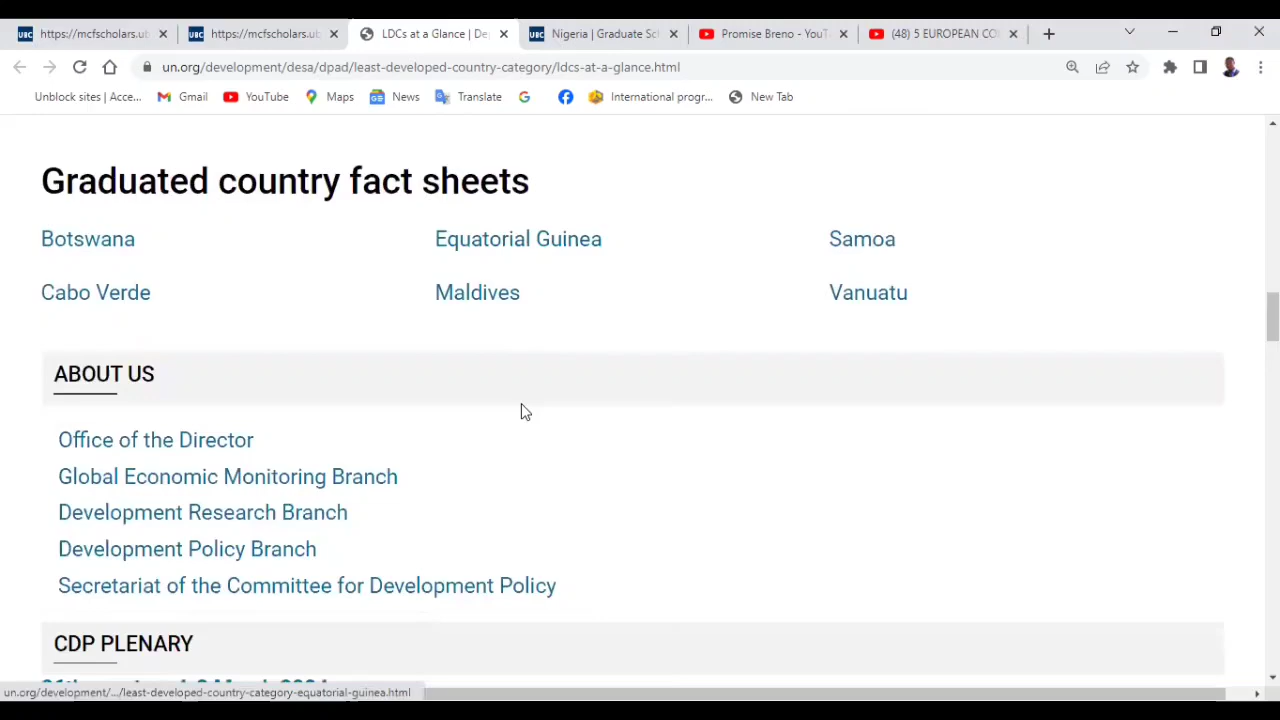 https://mcfscholars.ub
https://mcfscholars.ub
LDCs at a Glance | De
Nigeria | Graduate Sc
Promise Breno - YouT
(48) 5 EUROPEAN CO
un.org/development/desa/dpad/least-developed-country-category/ldcs-at-a-glance.html
Unblock sites | Acce... Gmail YouTube Maps News Translate International progr... New Tab
Graduated country fact sheets
Botswana Equatorial Guinea Samoa
Cabo Verde Maldives Vanuatu
ABOUT US
Office of the Director
Global Economic Monitoring Branch
Development Research Branch
Development Policy Branch
Secretariat of the Committee for Development Policy
CDP PLENARY
un.org/development/.../least-developed-country-category-equatorial-guinea.html